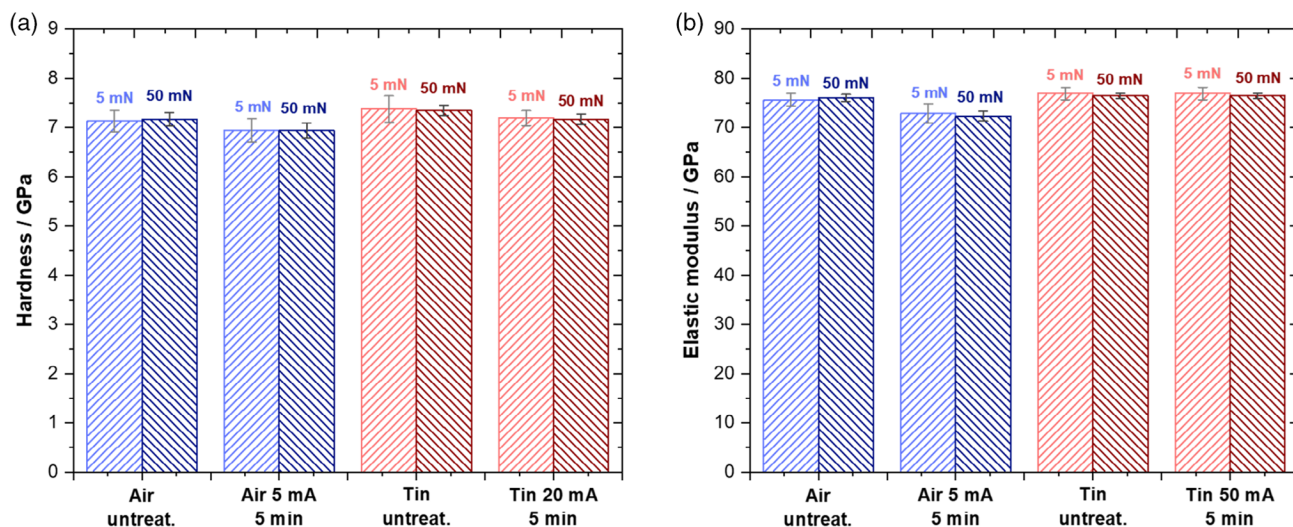 (a)
Hardness / GPa
9
8
7
6
5
4
3
2
1
0
5 mN
50 mN
5 mN
50 mN
5 mN
50 mN
5 mN
50 mN
Air
untreat.
Air 5 mA
5 min
Tin
untreat.
Tin 20 mA
5 min
(b)
Elastic modulus / GPa
90
80
70
60
50
40
30
20
10
0
5 mN
50 mN
5 mN
50 mN
5 mN
50 mN
5 mN
50 mN
Air
untreat.
Air 5 mA
5 min
Tin
untreat.
Tin 50 mA
5 min